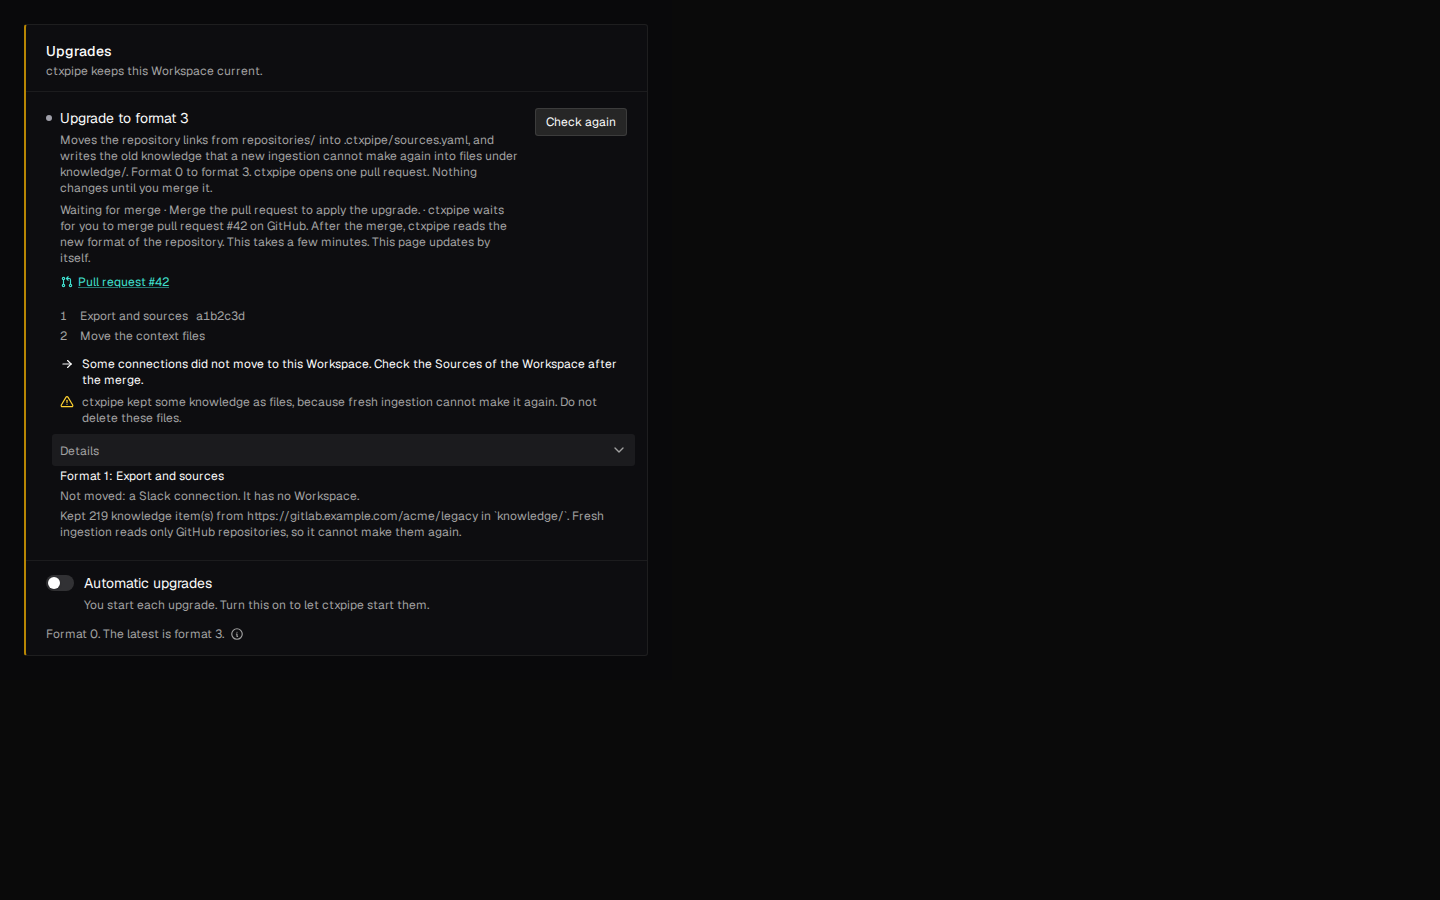 Upgrades
ctxpipe keeps this Workspace current.
Upgrade to format 3
Check again
Moves the repository links from repositories/ into .ctxpipe/sources.yaml, and
writes the old knowledge that a new ingestion cannot make again into files under
knowledge/. Format 0 to format 3. ctxpipe opens one pull request. Nothing
changes until you merge it.
Waiting for merge · Merge the pull request to apply the upgrade. · ctxpipe waits
for you to merge pull request #42 on GitHub. After the merge, ctxpipe reads the
new format of the repository. This takes a few minutes. This page updates by
itself.
Pull request #42
1 Export and sources a1b2c3d
2 Move the context files
Some connections did not move to this Workspace. Check the Sources of the Workspace after
the merge.
ctxpipe kept some knowledge as files, because fresh ingestion cannot make it again. Do not
delete these files.
Details
Format 1: Export and sources
Not moved: a Slack connection. It has no Workspace.
Kept 219 knowledge item(s) from https://gitlab.example.com/acme/legacy in `knowledge/`. Fresh
ingestion reads only GitHub repositories, so it cannot make them again.
Automatic upgrades
You start each upgrade. Turn this on to let ctxpipe start them.
Format 0. The latest is format 3.